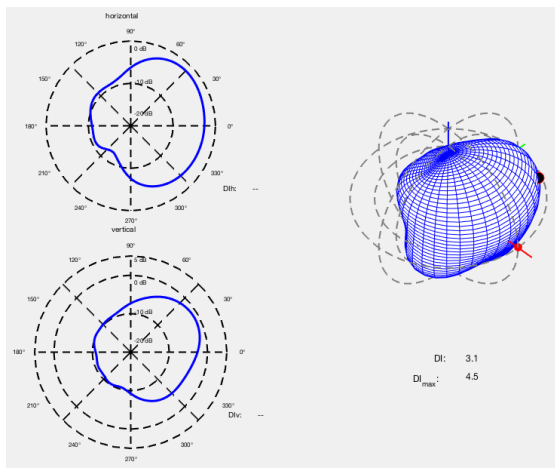 horizontal
90°
120°
60°
0 dB
150°
30°
-10 dB
-20 dB
180°
0°
210°
330°
DIh: --
240°
300°
270°
vertical
90°
120°
60°
5 dB
0 dB
150°
30°
-10 dB
-20 dB
180°
0°
DI: 3.1
DImax: 4.5
210°
330°
DIv: --
240°
300°
270°